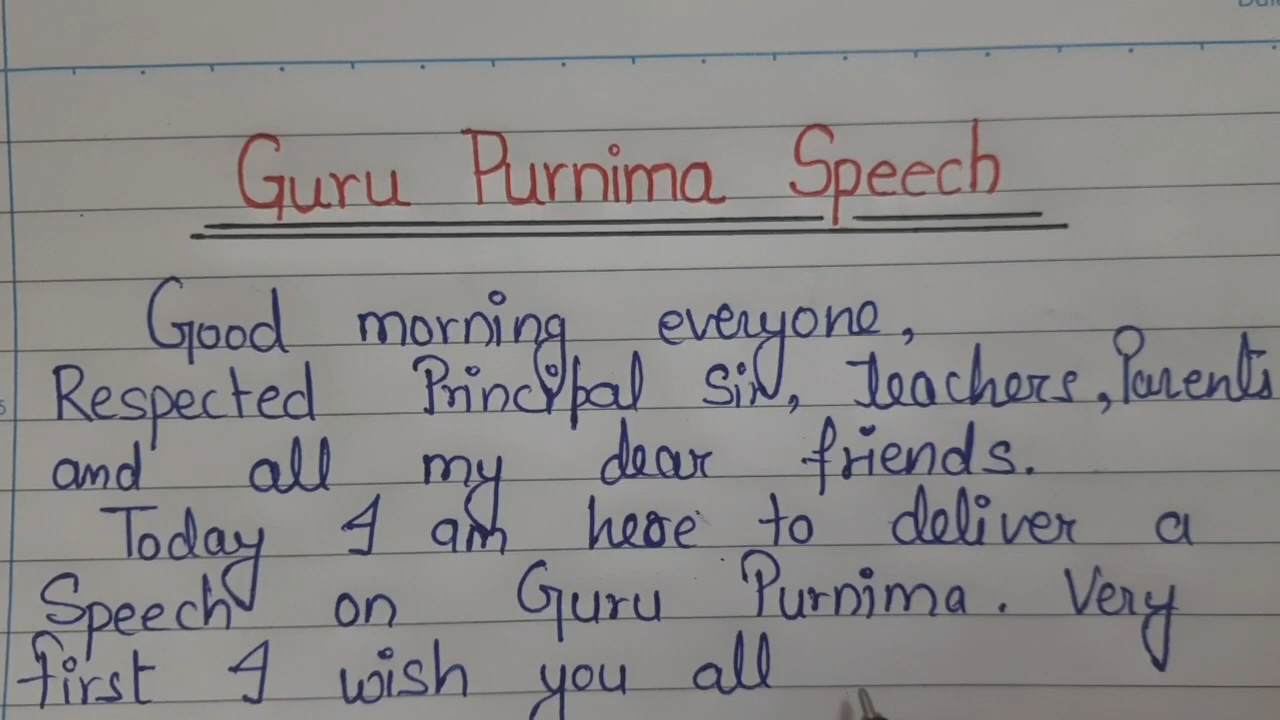 Guru Purnima Speech
Good morning everyone,
Respected Principal Sir, teachers, Parents
and all my dear friends.
Today I am here to deliver a
Speech on Guru Purnima. Very
first I wish you all